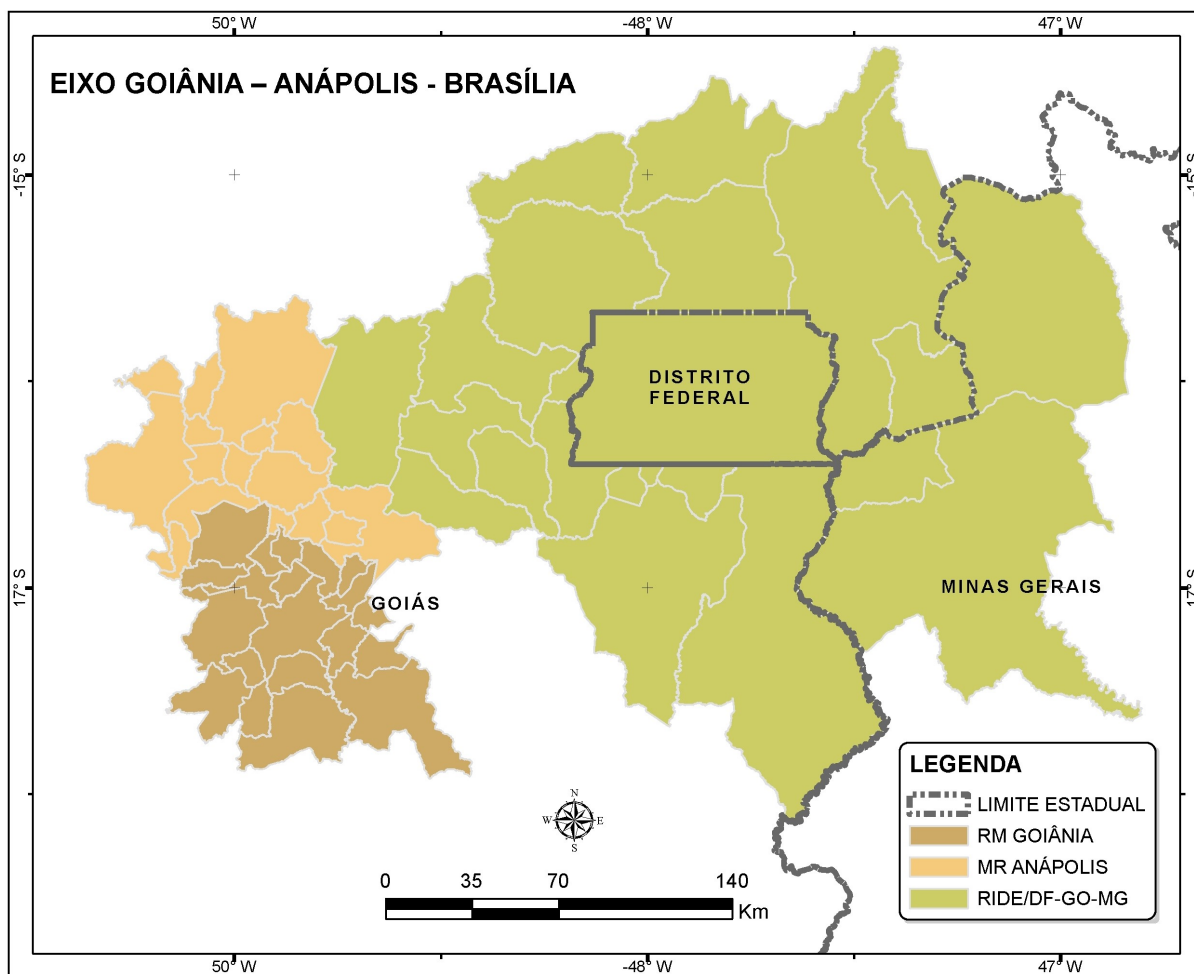 50° W
-48° W
47° W
EIXO GOIÂNIA – ANÁPOLIS - BRASÍLIA
-15° S
-15° S
DISTRITO
FEDERAL
17° S
17° S
GOIÁS
MINAS GERAIS
LEGENDA
LIMITE ESTADUAL
RM GOIÂNIA
MR ANÁPOLIS
RIDE/DF-GO-MG
N
W E
S
0 35 70 140
Km
50° W
-48° W
47° W